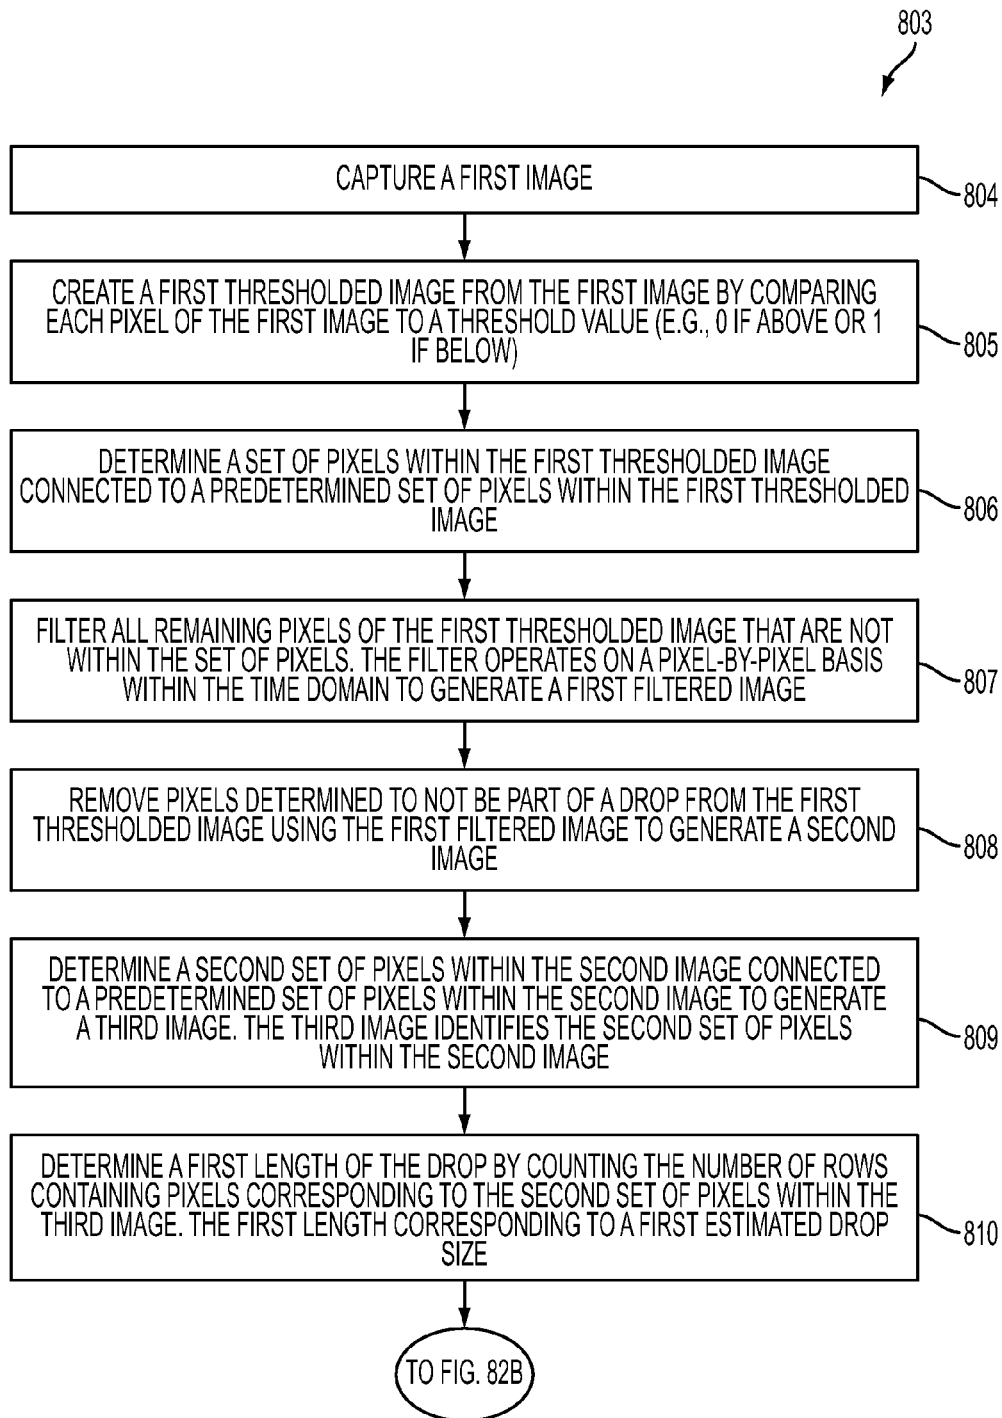 803
CAPTURE A FIRST IMAGE
804
CREATE A FIRST THRESHOLDED IMAGE FROM THE FIRST IMAGE BY COMPARING
EACH PIXEL OF THE FIRST IMAGE TO A THRESHOLD VALUE (E.G., 0 IF ABOVE OR 1
IF BELOW)
805
DETERMINE A SET OF PIXELS WITHIN THE FIRST THRESHOLDED IMAGE
CONNECTED TO A PREDETERMINED SET OF PIXELS WITHIN THE FIRST THRESHOLDED
IMAGE
806
FILTER ALL REMAINING PIXELS OF THE FIRST THRESHOLDED IMAGE THAT ARE NOT
WITHIN THE SET OF PIXELS. THE FILTER OPERATES ON A PIXEL-BY-PIXEL BASIS
WITHIN THE TIME DOMAIN TO GENERATE A FIRST FILTERED IMAGE
807
REMOVE PIXELS DETERMINED TO NOT BE PART OF A DROP FROM THE FIRST
THRESHOLDED IMAGE USING THE FIRST FILTERED IMAGE TO GENERATE A SECOND
IMAGE
808
DETERMINE A SECOND SET OF PIXELS WITHIN THE SECOND IMAGE CONNECTED
TO A PREDETERMINED SET OF PIXELS WITHIN THE SECOND IMAGE TO GENERATE
A THIRD IMAGE. THE THIRD IMAGE IDENTIFIES THE SECOND SET OF PIXELS
WITHIN THE SECOND IMAGE
809
DETERMINE A FIRST LENGTH OF THE DROP BY COUNTING THE NUMBER OF ROWS
CONTAINING PIXELS CORRESPONDING TO THE SECOND SET OF PIXELS WITHIN THE
THIRD IMAGE. THE FIRST LENGTH CORRESPONDING TO A FIRST ESTIMATED DROP
SIZE
810
TO FIG. 82B